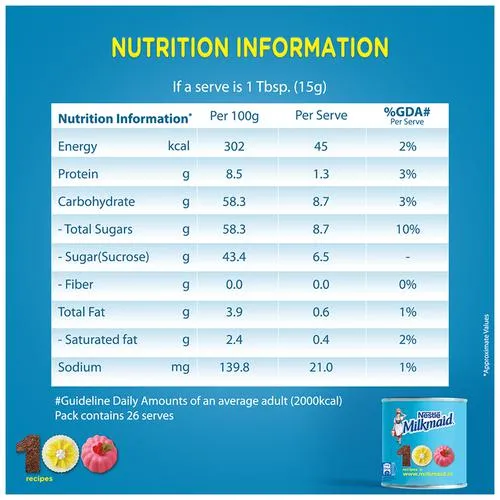 NUTRITION INFORMATION
If a serve is 1 Tbsp. (15g)
Nutrition Information* Per 100g Per Serve %GDA# Per Serve
Energy kcal 302 45 2%
Protein g 8.5 1.3 3%
Carbohydrate g 58.3 8.7 3%
- Total Sugars g 58.3 8.7 10%
- Sugar(Sucrose) g 43.4 6.5 -
- Fiber g 0.0 0.0 0%
Total Fat g 3.9 0.6 1%
- Saturated fat g 2.4 0.4 2%
Sodium mg 139.8 21.0 1%
*Approximate Values
#Guideline Daily Amounts of an average adult (2000kcal)
Pack contains 26 serves
100
recipes
Nestlé
Milkmaid
100